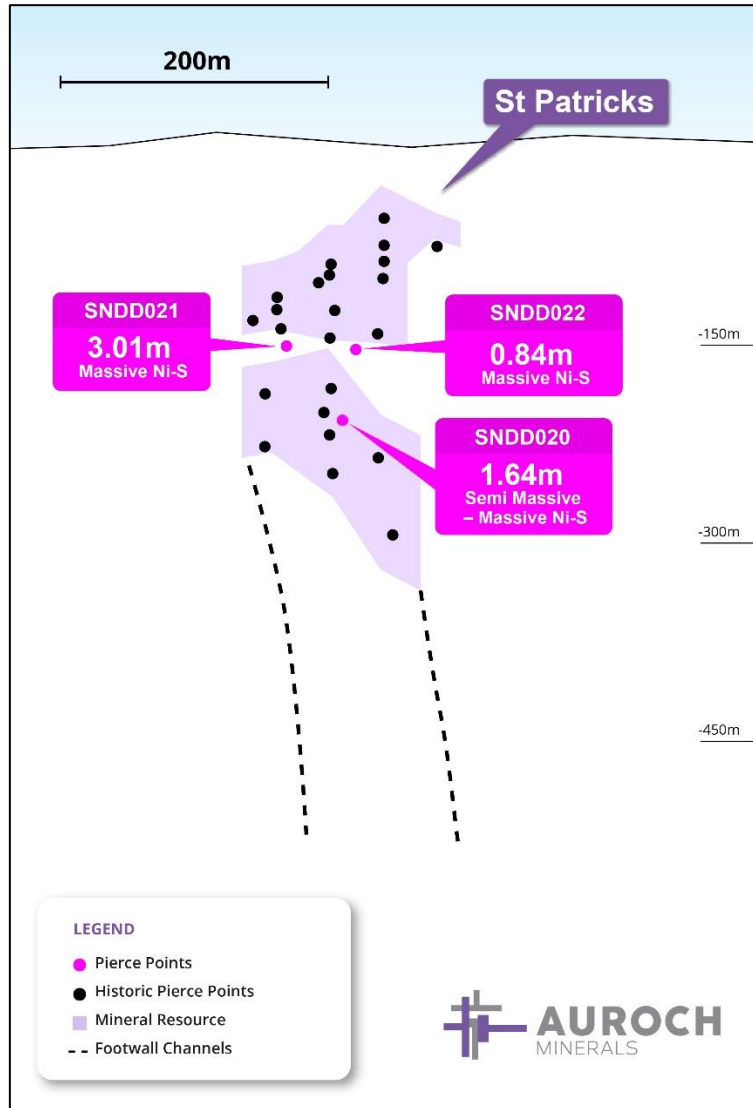 200m
St Patricks
SNDD021
3.01m
Massive Ni-S
SNDD022
0.84m
Massive Ni-S
-150m
SNDD020
1.64m
Semi Massive
– Massive Ni-S
-300m
-450m
LEGEND
Pierce Points
Historic Pierce Points
Mineral Resource
Footwall Channels
AUROCH
MINERALS